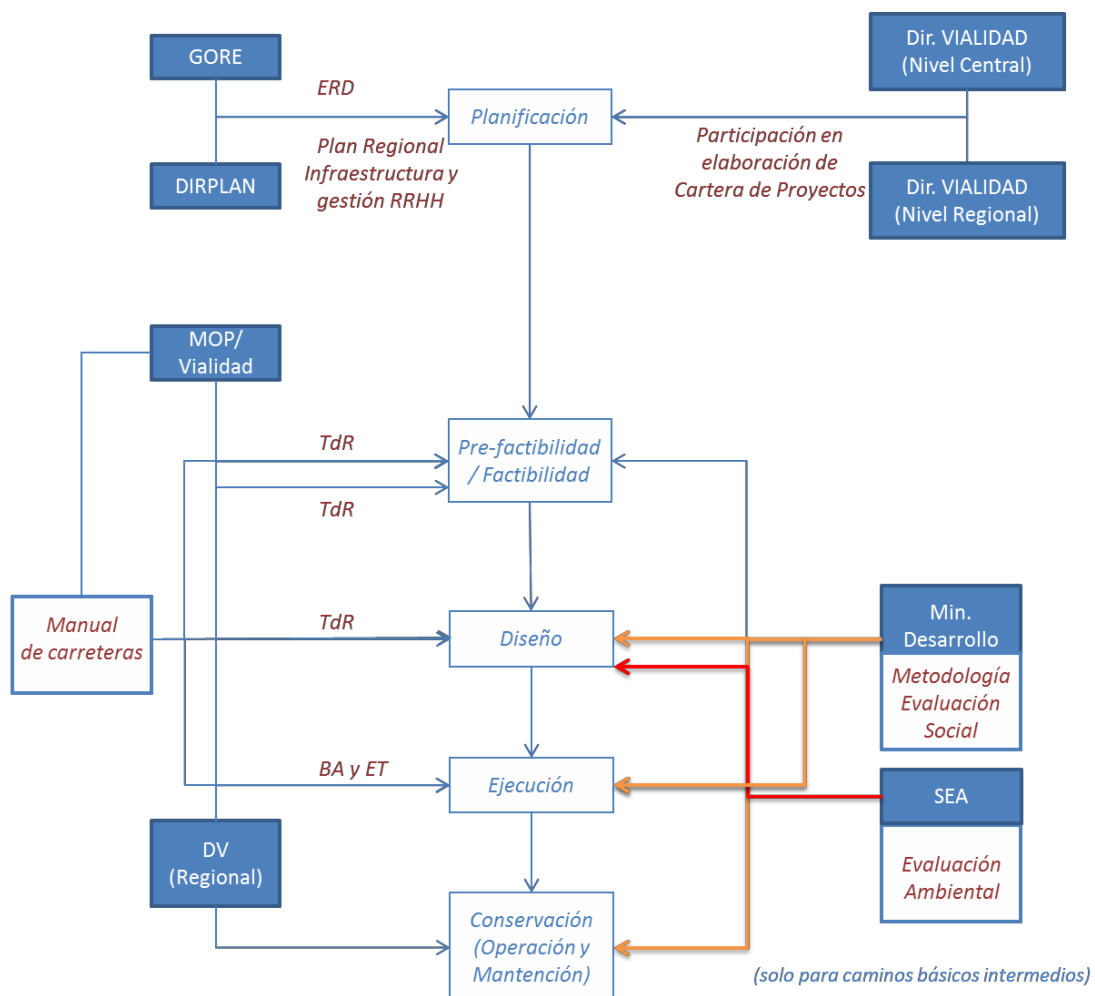 GORE
Dir. VIALIDAD
(Nivel Central)
ERD
Planificación
Plan Regional
Infraestructura y
gestión RRHH
Participación en
elaboración de
Cartera de Proyectos
DIRPLAN
Dir. VIALIDAD
(Nivel Regional)
MOP/
Vialidad
TdR
Pre-factibilidad
/ Factibilidad
TdR
Manual
de carreteras
TdR
Diseño
Min.
Desarrollo
Metodología
Evaluación
Social
BA y ET
Ejecución
SEA
DV
(Regional)
Evaluación
Ambiental
Conservación
(Operación y
Mantención)
(solo para caminos básicos intermedios)